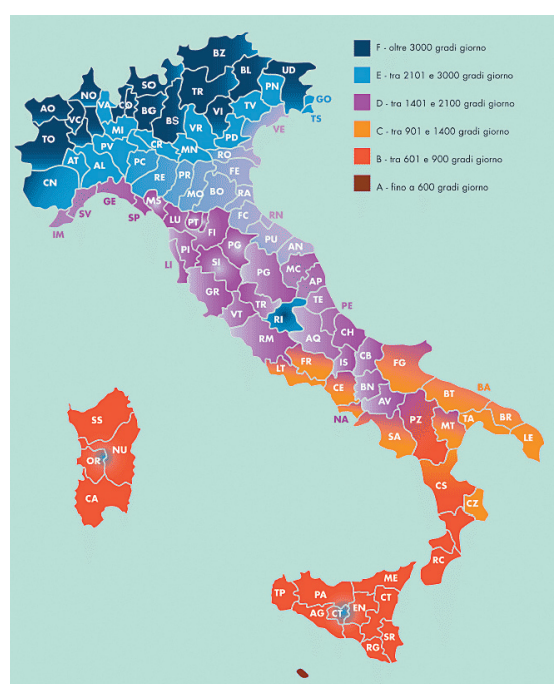 F - oltre 3000 gradi giorno
E - tra 2101 e 3000 gradi giorno
D - tra 1401 e 2100 gradi giorno
C - tra 901 e 1400 gradi giorno
B - tra 601 e 900 gradi giorno
A - fino a 600 gradi giorno
BZ
SO BL UD
NO TR PN
AO VA CO BG TV GO
VC BS VI TS
TO MI VR PD VE
PV CR MN
AT AL PC RO
CN RE PR FE
MO BO RA
GE MS FC
SV SP LU PT RN
IM FI PU
PI PG AN
LI SI PG MC
AP
GR TR TE
VT RI PE
RM AQ CH
LT FR IS CB FG
CE BN BT BA
NA AV PZ MT TA BR
SA LE
SS
NU
OR
CA
CS
CZ
RC
TP PA ME
AG CT EN CT
SR
RG